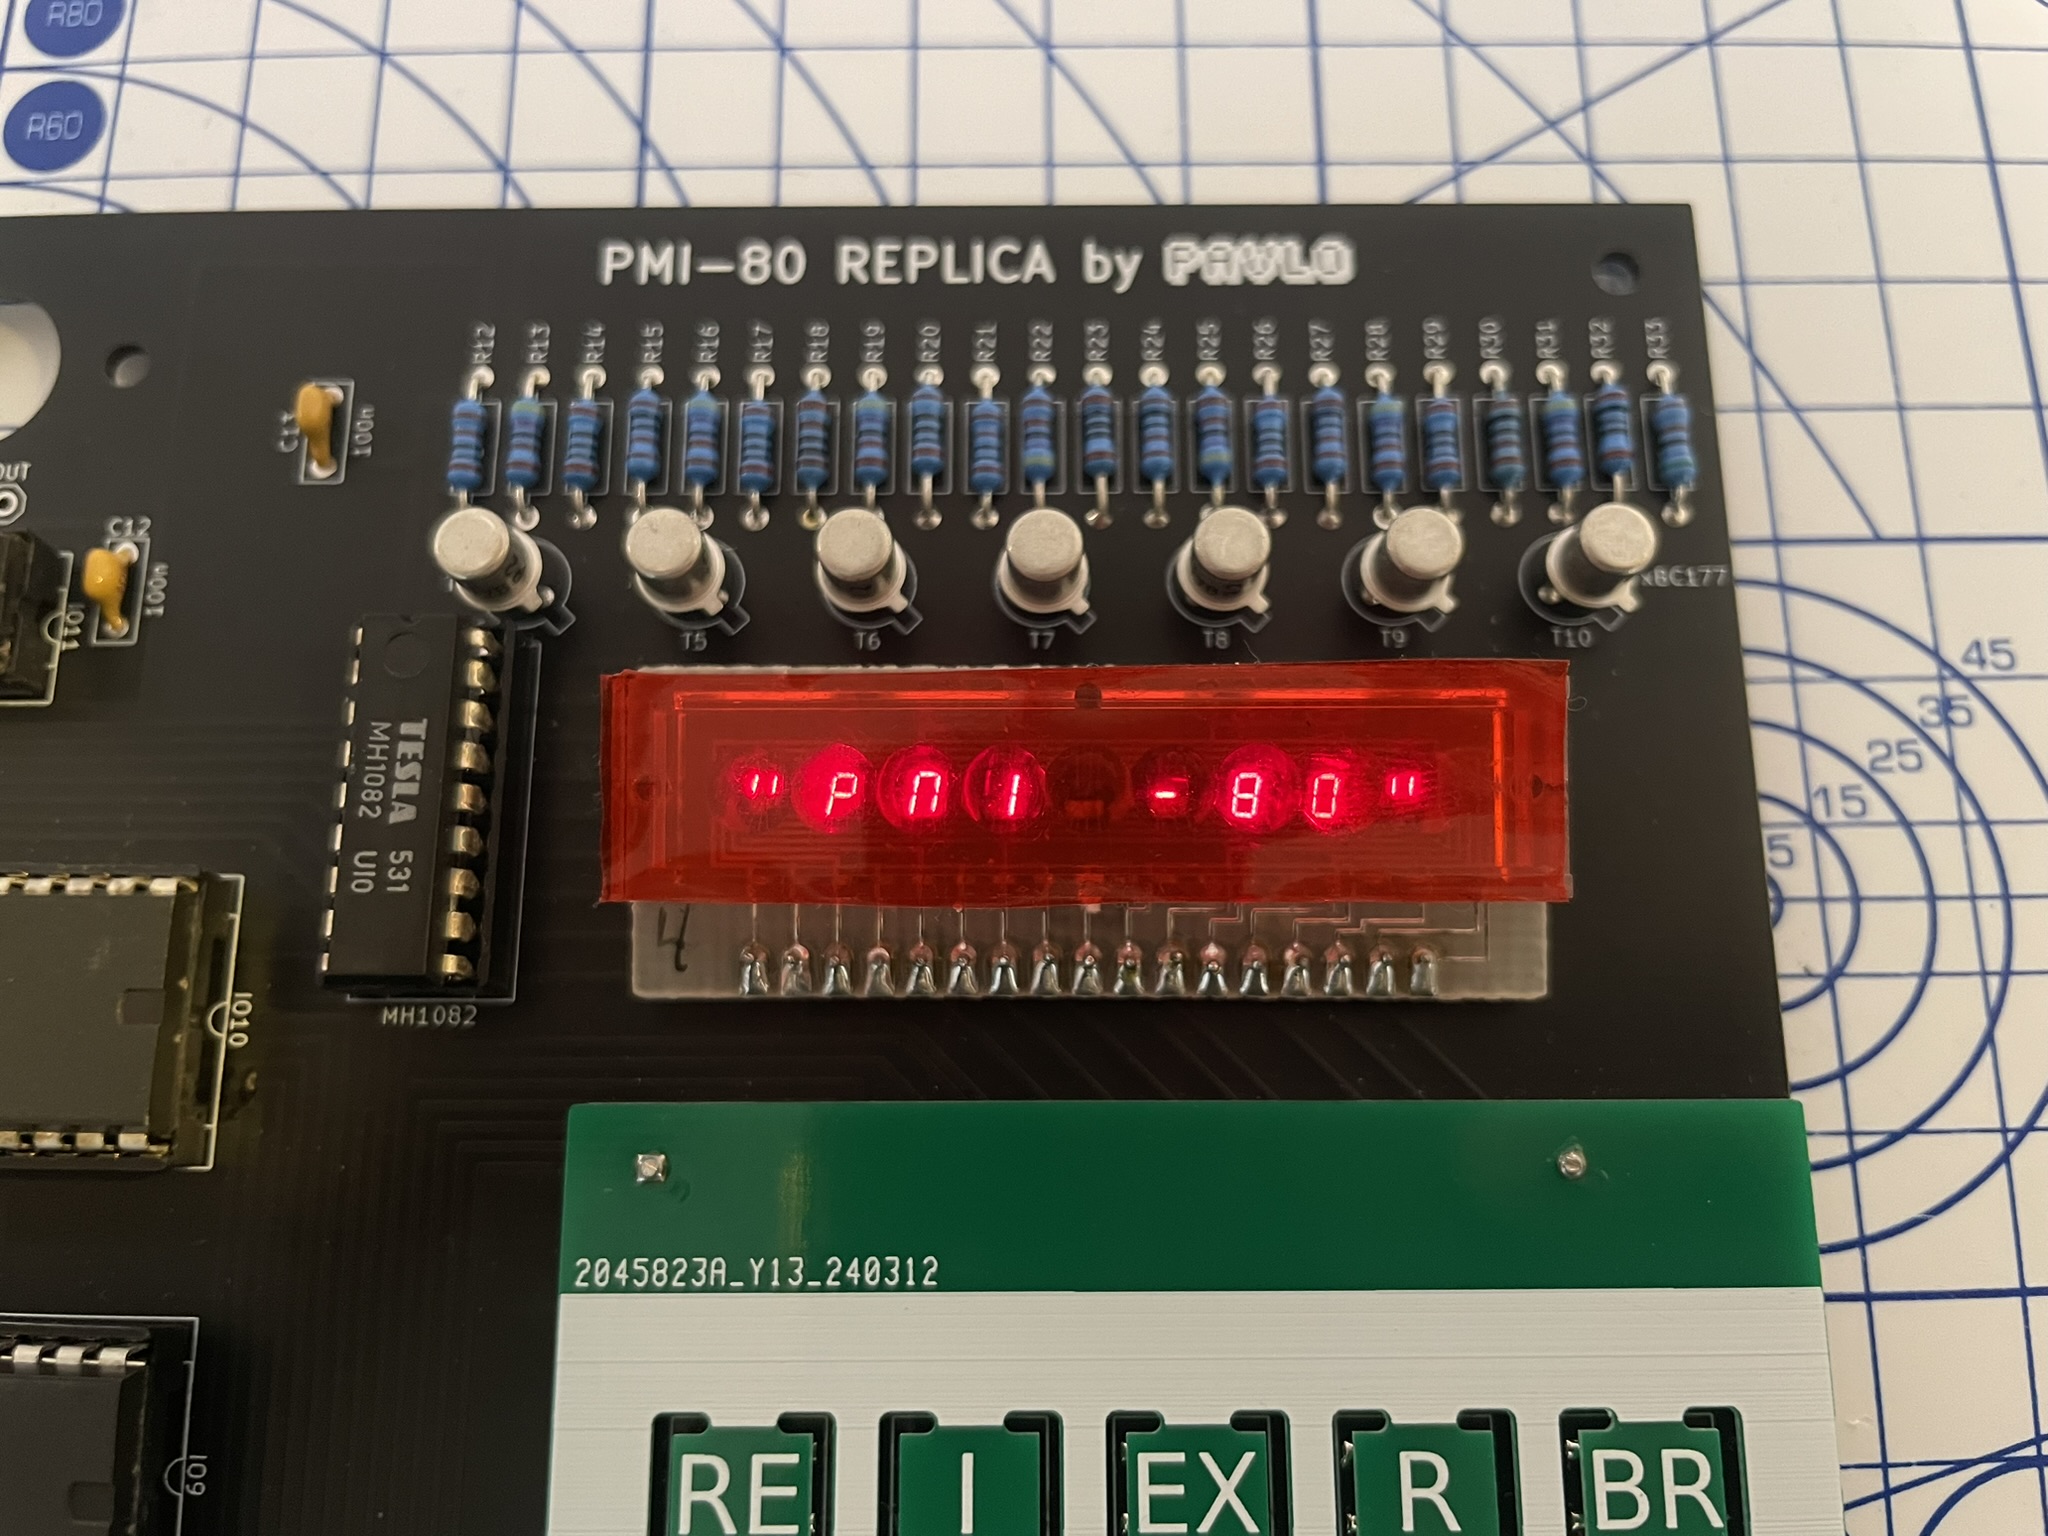 R80
R60
PMI-80 REPLICA by PAVLO
R12 R13 R14 R15 R16 R17 R18 R19 R20 R21 R22 R23 R24 R25 R26 R27 R28 R29 R30 R31 R32 R33
C11
100n
OUT
C12
100n
IO11
xBC177
T5 T6 T7 T8 T9 T10
45
35
25
15
5
TESLA 531
MH1082 U10
"PM1 -80"
4
MH1082
IO10
2045823A_Y13_240312
IO9
RE I EX R BR